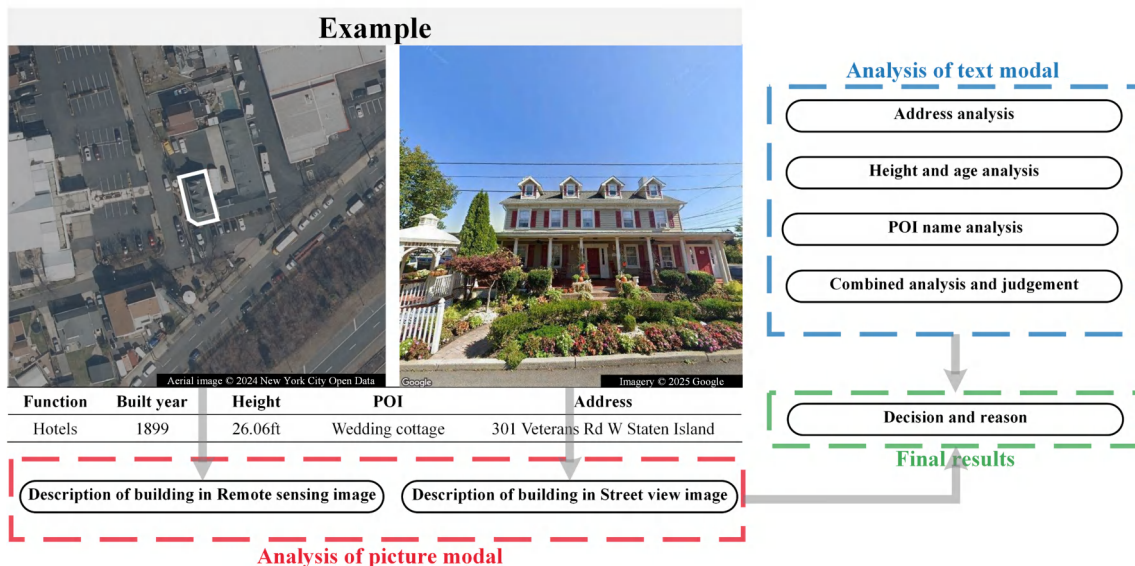 Example
Aerial image © 2024 New York City Open Data
Google
Imagery © 2025 Google
Function Built year Height POI Address
Hotels 1899 26.06ft Wedding cottage 301 Veterans Rd W Staten Island
Description of building in Remote sensing image
Description of building in Street view image
Analysis of picture modal
Analysis of text modal
Address analysis
Height and age analysis
POI name analysis
Combined analysis and judgement
Decision and reason
Final results